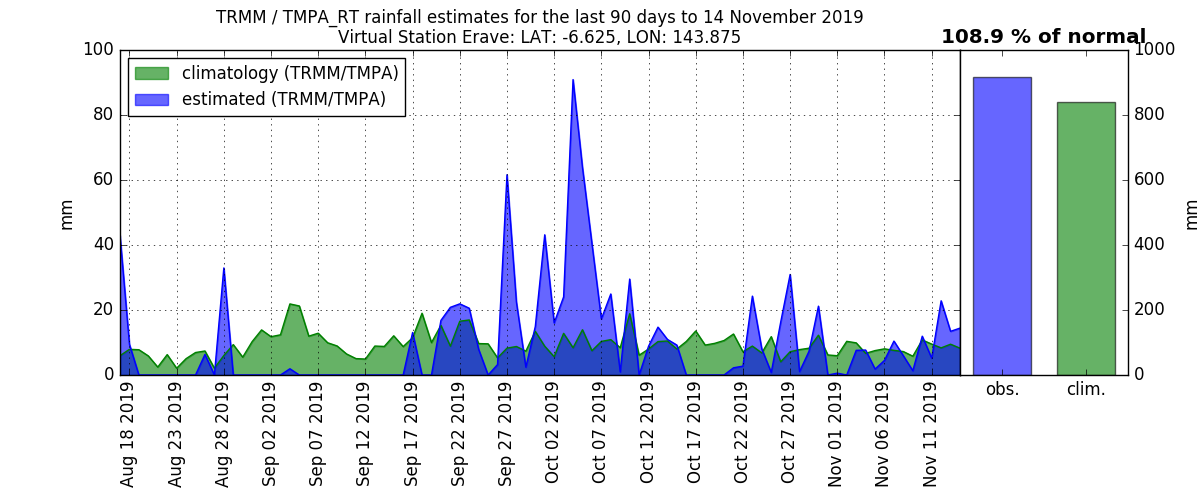 TRMM / TMPA_RT rainfall estimates for the last 90 days to 14 November 2019
Virtual Station Erave: LAT: -6.625, LON: 143.875
108.9 % of normal
climatology (TRMM/TMPA)
estimated (TRMM/TMPA)
100
80
60
40
20
0
mm
1000
800
600
400
200
0
mm
Aug 18 2019
Aug 23 2019
Aug 28 2019
Sep 02 2019
Sep 07 2019
Sep 12 2019
Sep 17 2019
Sep 22 2019
Sep 27 2019
Oct 02 2019
Oct 07 2019
Oct 12 2019
Oct 17 2019
Oct 22 2019
Oct 27 2019
Nov 01 2019
Nov 06 2019
Nov 11 2019
obs.
clim.